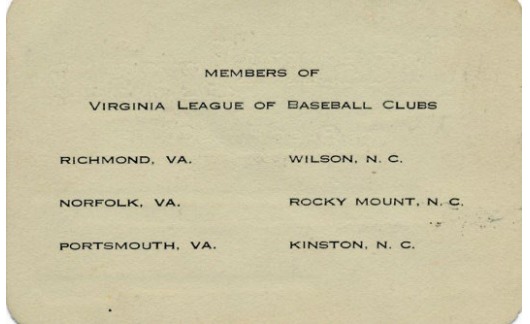 MEMBERS OF
VIRGINIA LEAGUE OF BASEBALL CLUBS
RICHMOND, VA. WILSON, N. C.
NORFOLK, VA. ROCKY MOUNT, N. C.
PORTSMOUTH, VA. KINSTON, N. C.